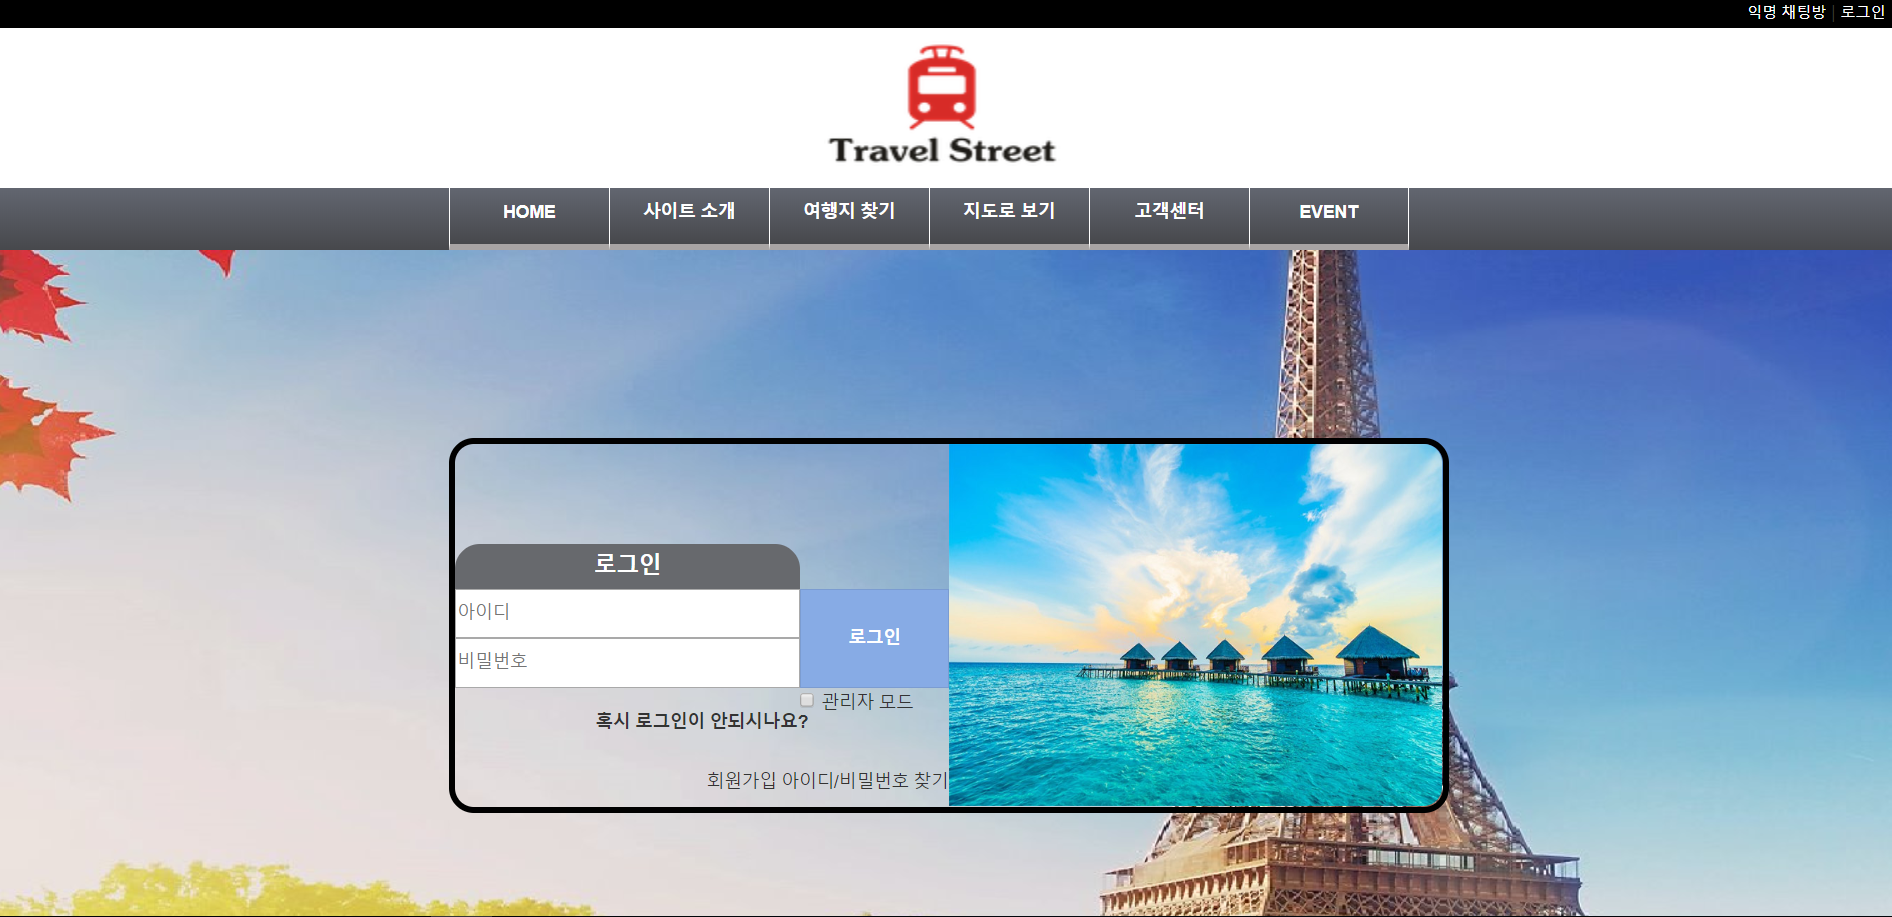 익명 채팅방 | 로그인
Travel Street
HOME 사이트 소개 여행지 찾기 지도로 보기 고객센터 EVENT
로그인
아이디
로그인
비밀번호
관리자 모드
혹시 로그인이 안되시나요?
회원가입 아이디/비밀번호 찾기